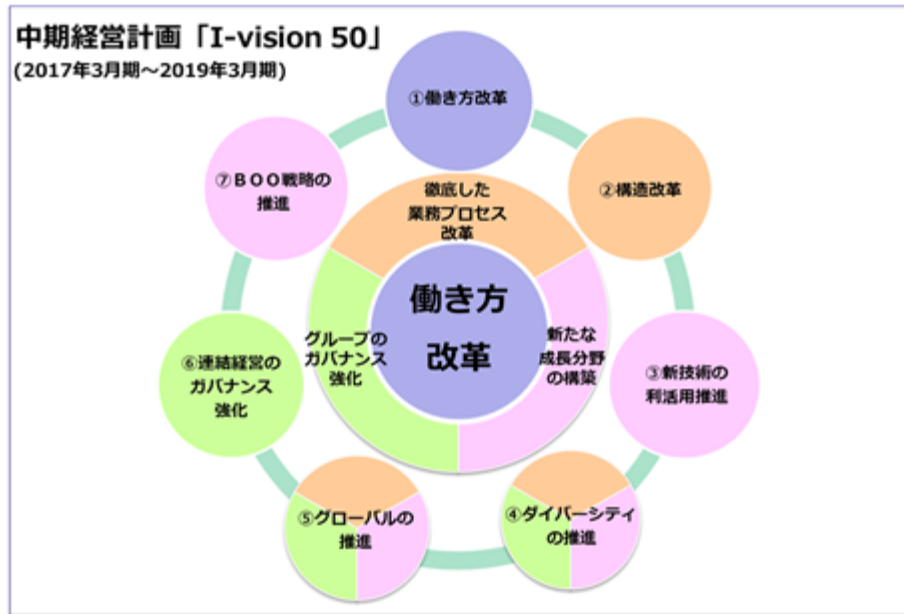 中期経営計画「I-vision 50」
(2017年3月期～2019年3月期)
①働き方改革
②構造改革
③新技術の
利活用推進
④ダイバーシティ
の推進
⑤グローバルの
推進
⑥連結経営の
ガバナンス
強化
⑦ＢＯＯ戦略の
推進
徹底した
業務プロセス
改革
新たな
成長分野
の構築
グループの
ガバナンス
強化
働き方
改革